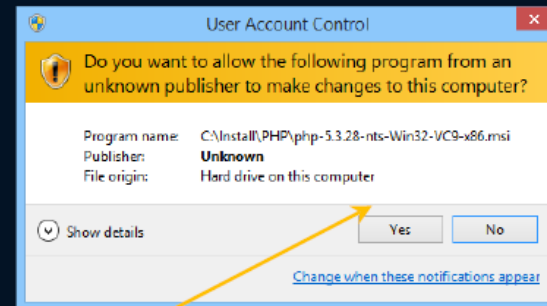 User Account Control
Do you want to allow the following program from an
unknown publisher to make changes to this computer?
Program name: C:\Install\PHP\php-5.3.28-nts-Win32-VC9-x86.msi
Publisher: Unknown
File origin: Hard drive on this computer
Show details
Yes No
Change when these notifications appear